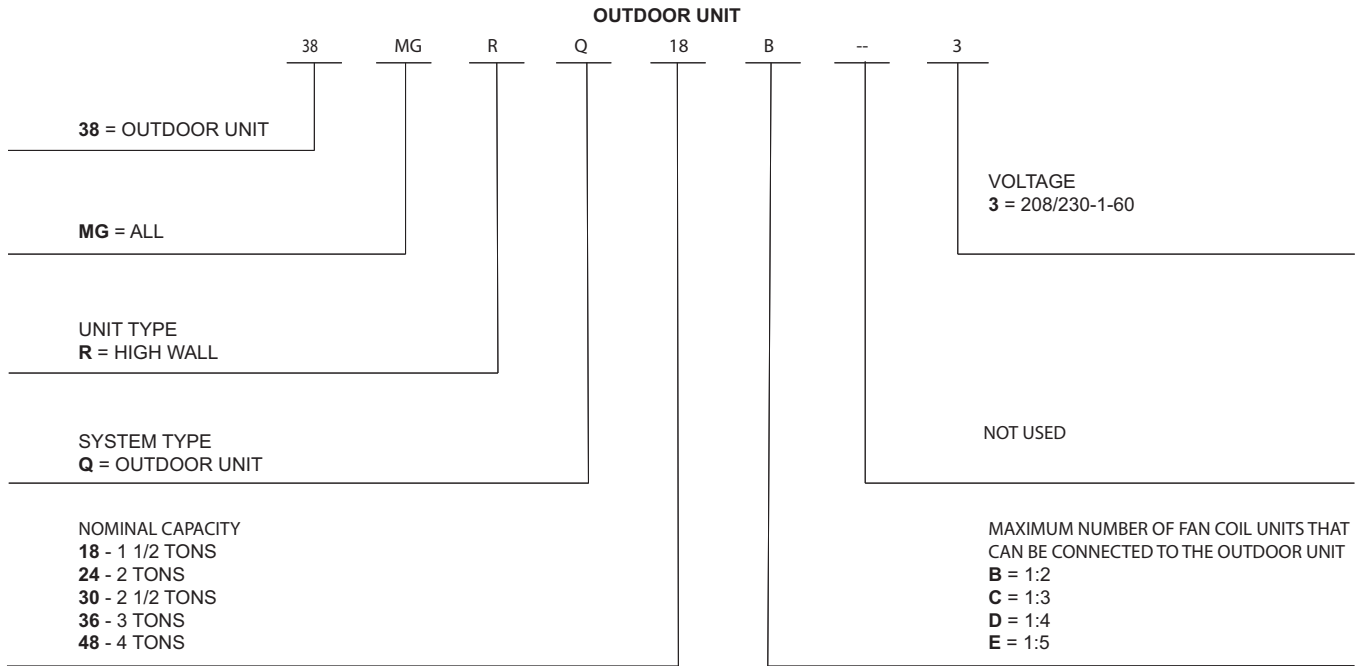 OUTDOOR UNIT
38 MG R Q 18 B -- 3
38 = OUTDOOR UNIT
MG = ALL
UNIT TYPE
R = HIGH WALL
SYSTEM TYPE
Q = OUTDOOR UNIT
NOMINAL CAPACITY
18 - 1 1/2 TONS
24 - 2 TONS
30 - 2 1/2 TONS
36 - 3 TONS
48 - 4 TONS
VOLTAGE
3 = 208/230-1-60
NOT USED
MAXIMUM NUMBER OF FAN COIL UNITS THAT
CAN BE CONNECTED TO THE OUTDOOR UNIT
B = 1:2
C = 1:3
D = 1:4
E = 1:5